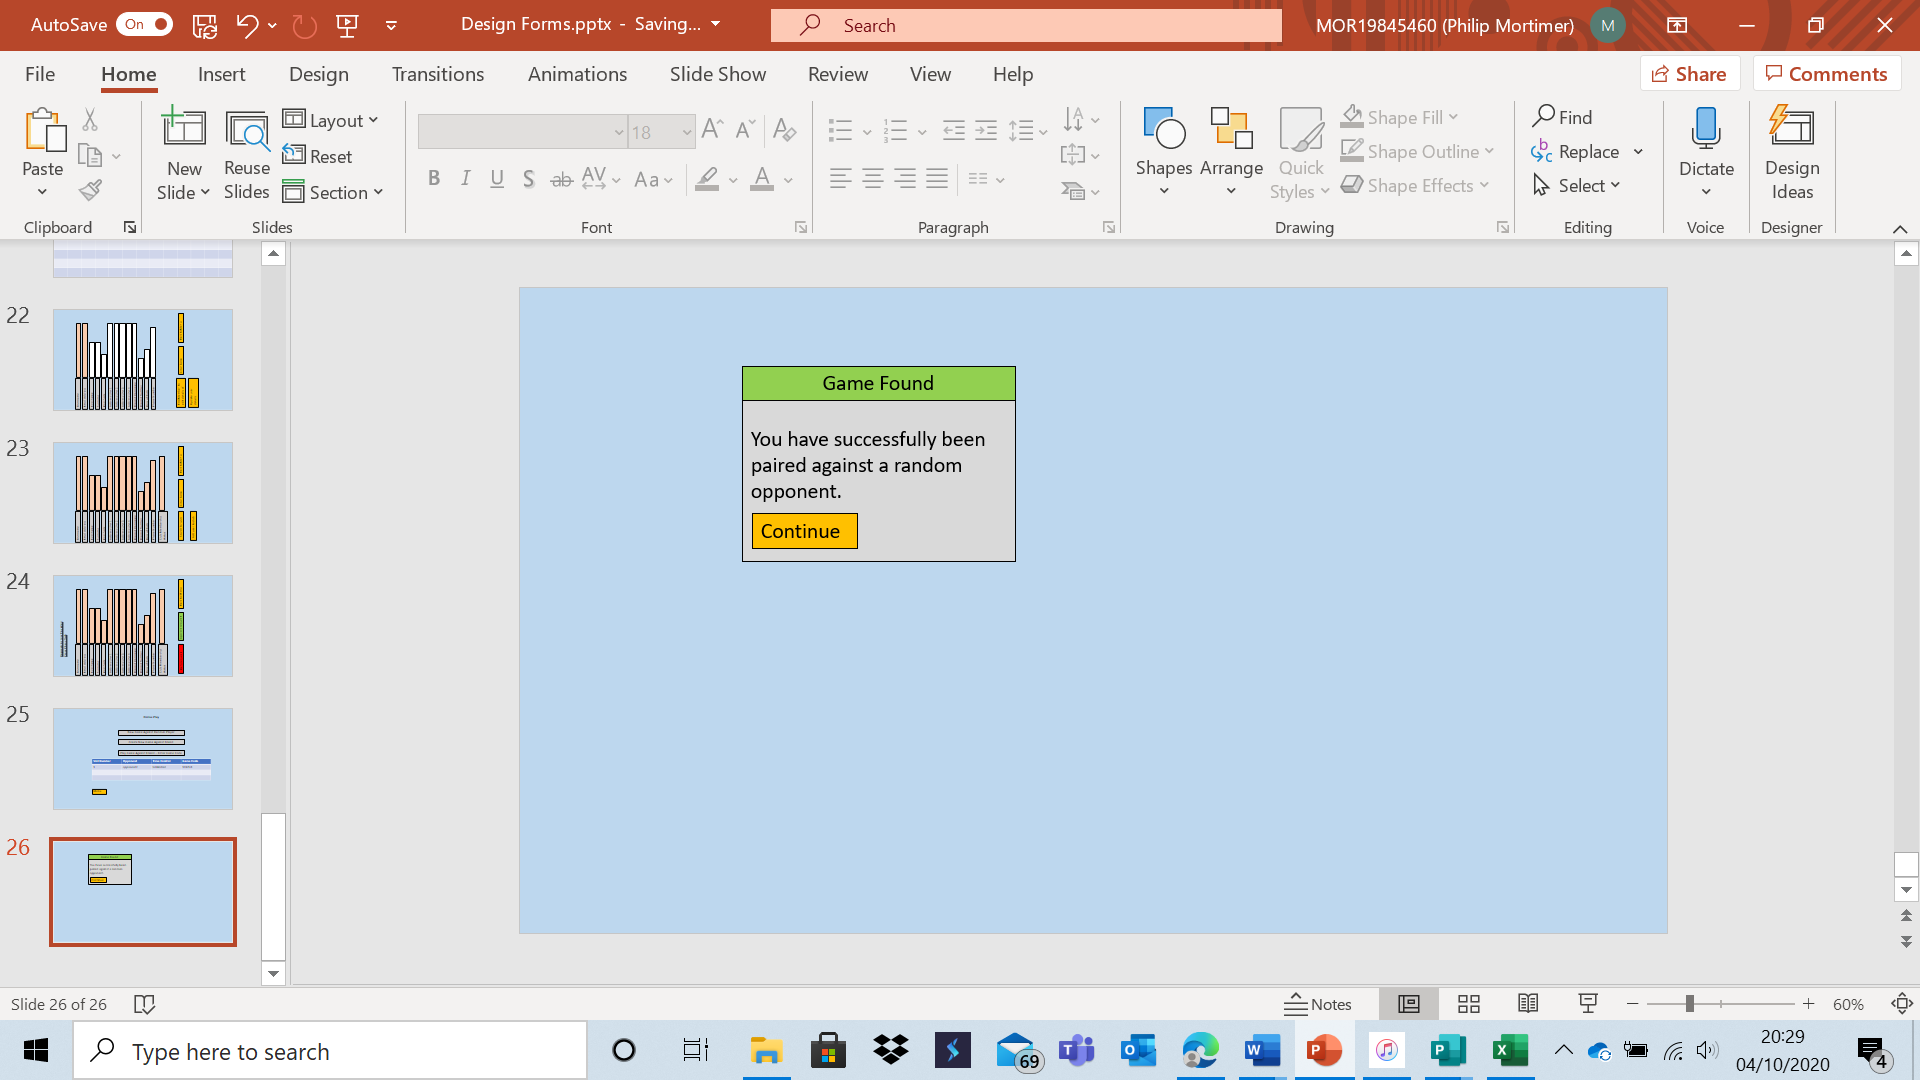 AutoSave On Design Forms.pptx - Saving... Search MOR19845460 (Philip Mortimer) M
File Home Insert Design Transitions Animations Slide Show Review View Help Share Comments
Paste
New Slide
Reuse Slides
Layout
Reset
Section
18
Shapes
Arrange
Quick Styles
Shape Fill
Shape Outline
Shape Effects
Find
Replace
Select
Dictate
Design Ideas
Clipboard Slides Font Paragraph Drawing Editing Voice Designer
22
23
24
25
26
Game Found
You have successfully been
paired against a random
opponent.
Continue
Slide 26 of 26 Notes 60%
Type here to search
69
20:29
04/10/2020
4